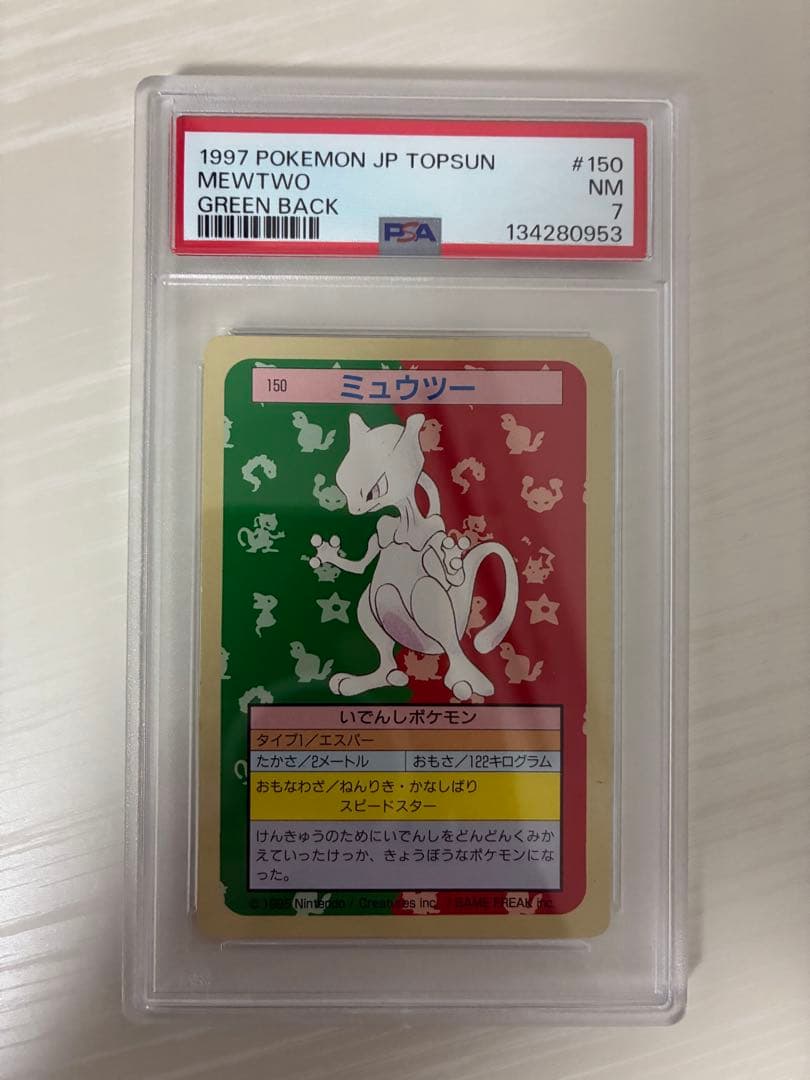 1997 POKEMON JP TOPSUN #150
MEWTWO NM
GREEN BACK 7
PSA 134280953
150 ミュウツー
いでんしポケモン
タイプ1/エスパー
たかさ/2メートル おもさ/122キログラム
おもなわざ/ねんりき・かなしばり
スピードスター
けんきゅうのためにいでんしをどんどんくみか
えていったけっか、きょうぼうなポケモンにな
った。
© 1995 Nintendo / Creatures inc. / GAME FREAK inc.